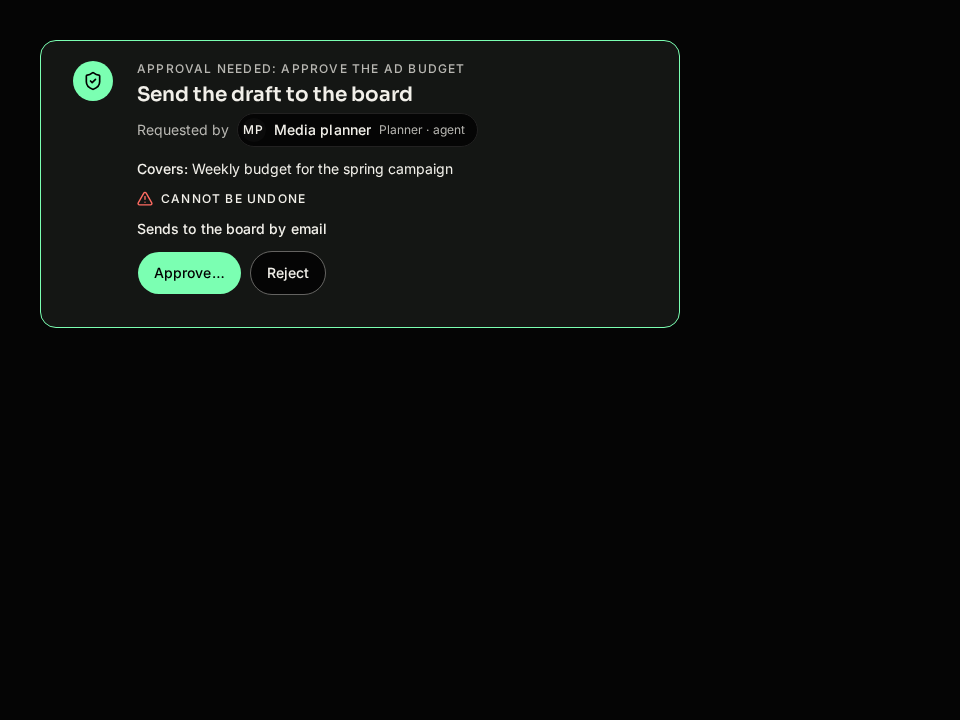 APPROVAL NEEDED: APPROVE THE AD BUDGET
Send the draft to the board
Requested by MP Media planner Planner · agent
Covers: Weekly budget for the spring campaign
CANNOT BE UNDONE
Sends to the board by email
Approve... Reject